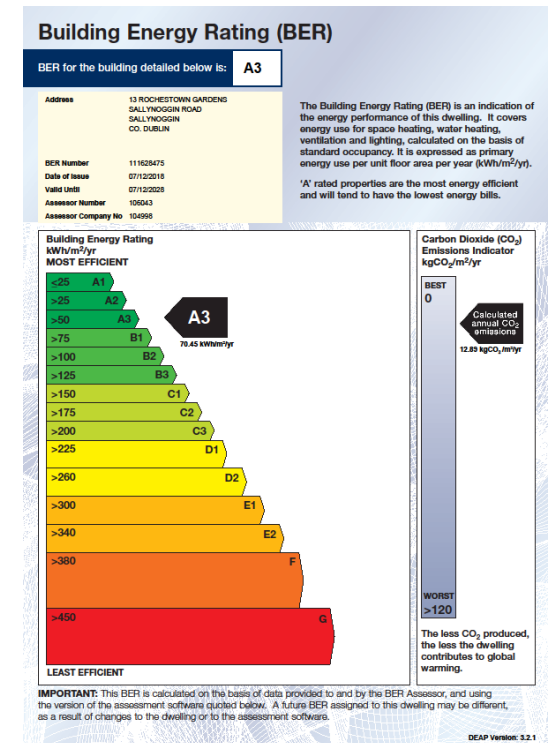 Building Energy Rating (BER)
BER for the building detailed below is: A3
Address 13 ROCHESTOWN GARDENS
SALLYNOGGIN ROAD
SALLYNOGGIN
CO. DUBLIN
BER Number 111628475
Date of Issue 07/12/2018
Valid Until 07/12/2028
Assessor Number 106043
Assessor Company No 104998
The Building Energy Rating (BER) is an indication of
the energy performance of this dwelling. It covers
energy use for space heating, water heating,
ventilation and lighting, calculated on the basis of
standard occupancy. It is expressed as primary
energy use per unit floor area per year (kWh/m²/yr).
'A' rated properties are the most energy efficient
and will tend to have the lowest energy bills.
Building Energy Rating
kWh/m²/yr
MOST EFFICIENT
≤25 A1
>25 A2
>50 A3
>75 B1
>100 B2
>125 B3
>150 C1
>175 C2
>200 C3
>225 D1
>260 D2
>300 E1
>340 E2
>380 F
>450 G
LEAST EFFICIENT
A3
70.45 kWh/m²/yr
Carbon Dioxide (CO₂)
Emissions Indicator
kgCO₂/m²/yr
BEST
0
Calculated
annual CO₂
emissions
12.89 kgCO₂/m²/yr
WORST
>120
The less CO₂ produced,
the less the dwelling
contributes to global
warming.
IMPORTANT: This BER is calculated on the basis of data provided to and by the BER Assessor, and using
the version of the assessment software quoted below. A future BER assigned to this dwelling may be different,
as a result of changes to the dwelling or to the assessment software.
DEAP Version: 3.2.1